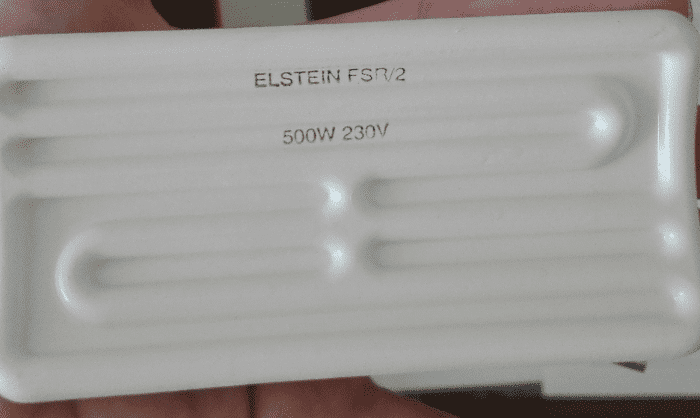 ELSTEIN FSR/2
500W 230V